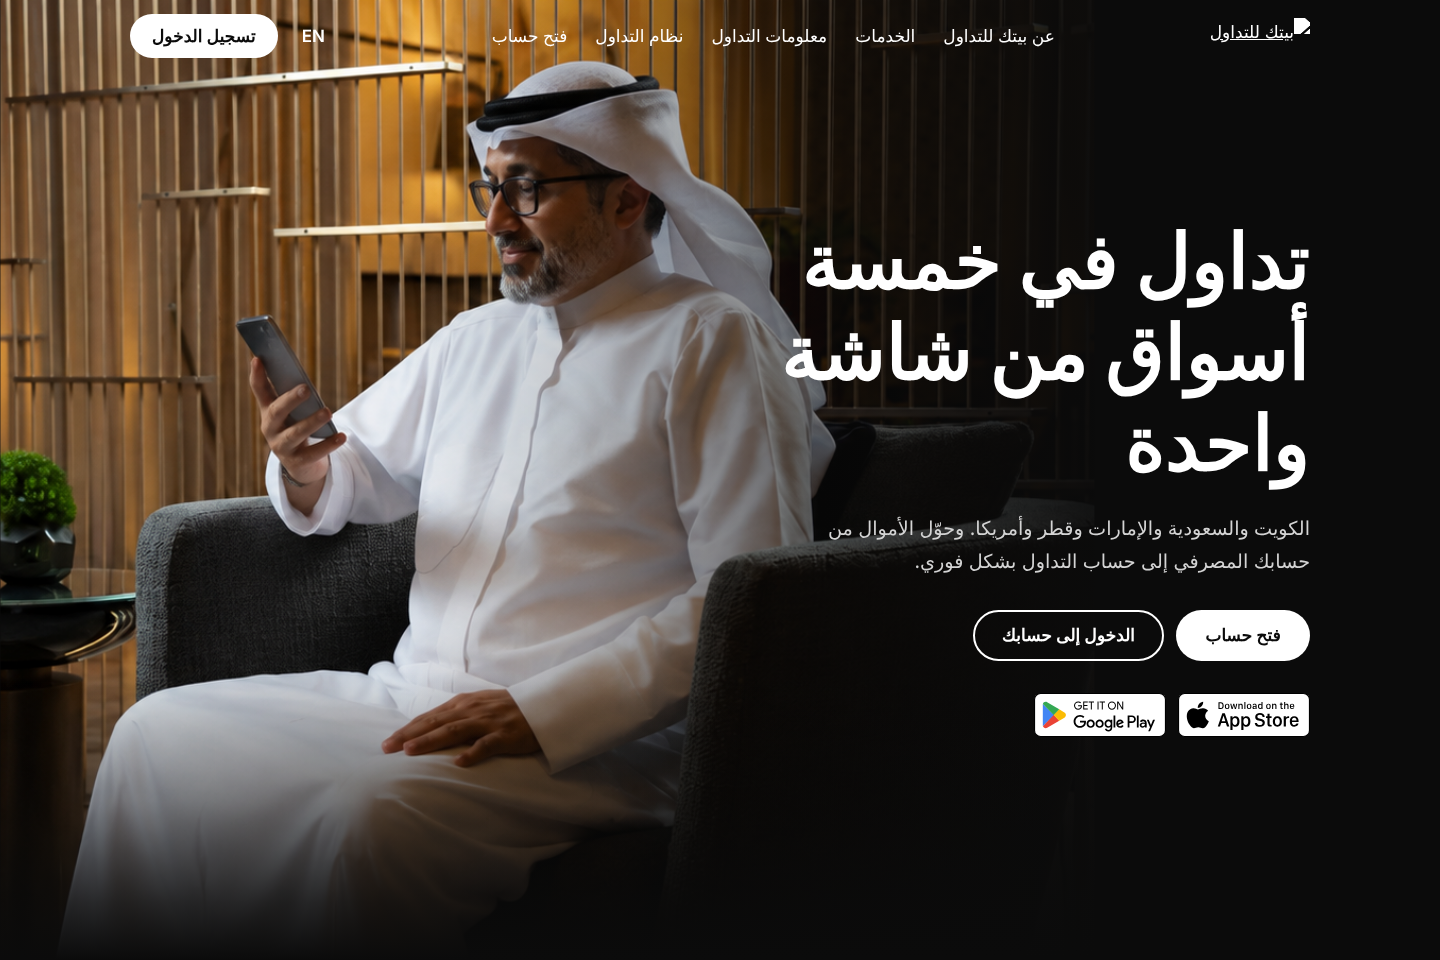 بيتك للتداول
عن بيتك للتداول
الخدمات
معلومات التداول
نظام التداول
فتح حساب
EN
تسجيل الدخول
تداول في خمسة
أسواق من شاشة
واحدة
الكويت والسعودية والإمارات وقطر وأمريكا. وحوّل الأموال من
حسابك المصرفي إلى حساب التداول بشكل فوري.
فتح حساب
الدخول إلى حسابك
Download on the
App Store
GET IT ON
Google Play